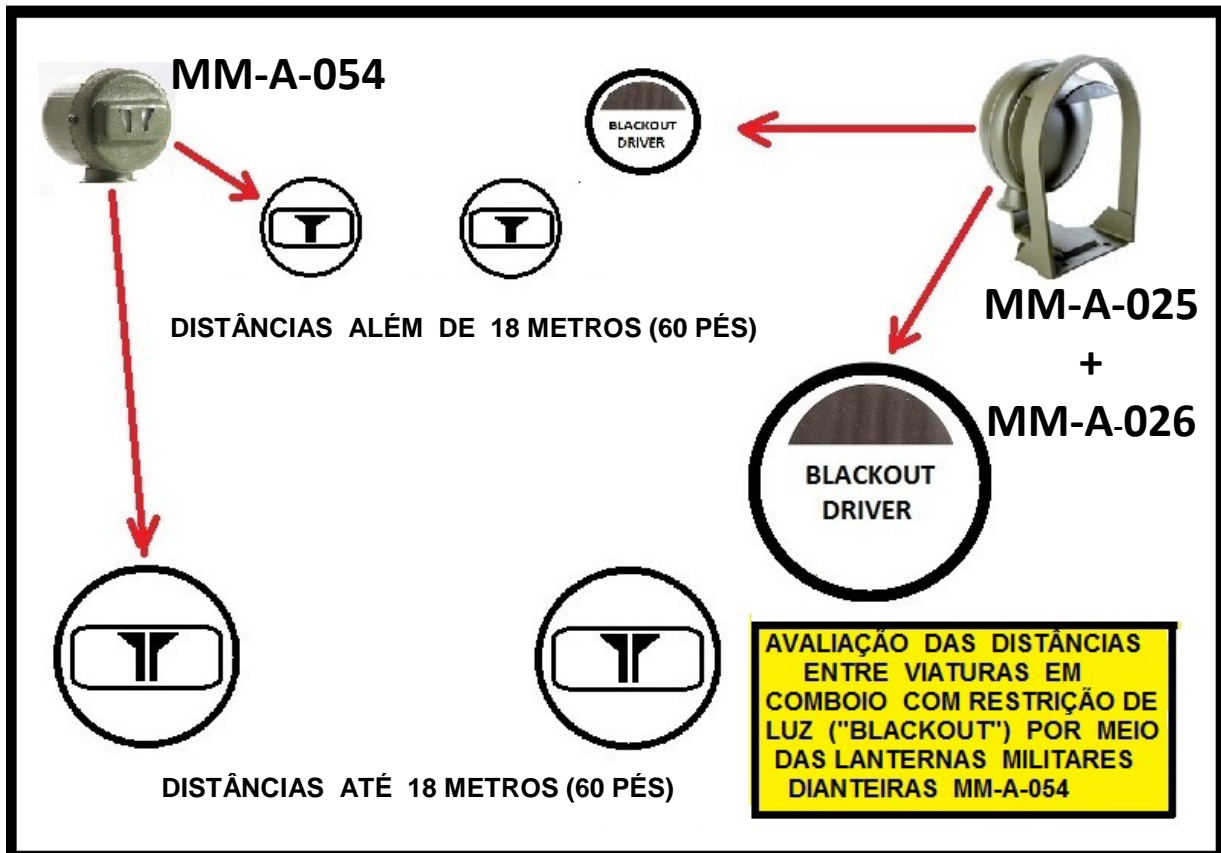 MM-A-054
BLACKOUT
DRIVER
DISTÂNCIAS ALÉM DE 18 METROS (60 PÉS)
MM-A-025
+
MM-A-026
BLACKOUT
DRIVER
AVALIAÇÃO DAS DISTÂNCIAS
ENTRE VIATURAS EM
COMBOIO COM RESTRIÇÃO DE
LUZ ("BLACKOUT") POR MEIO
DAS LANTERNAS MILITARES
DIANTEIRAS MM-A-054
DISTÂNCIAS ATÉ 18 METROS (60 PÉS)